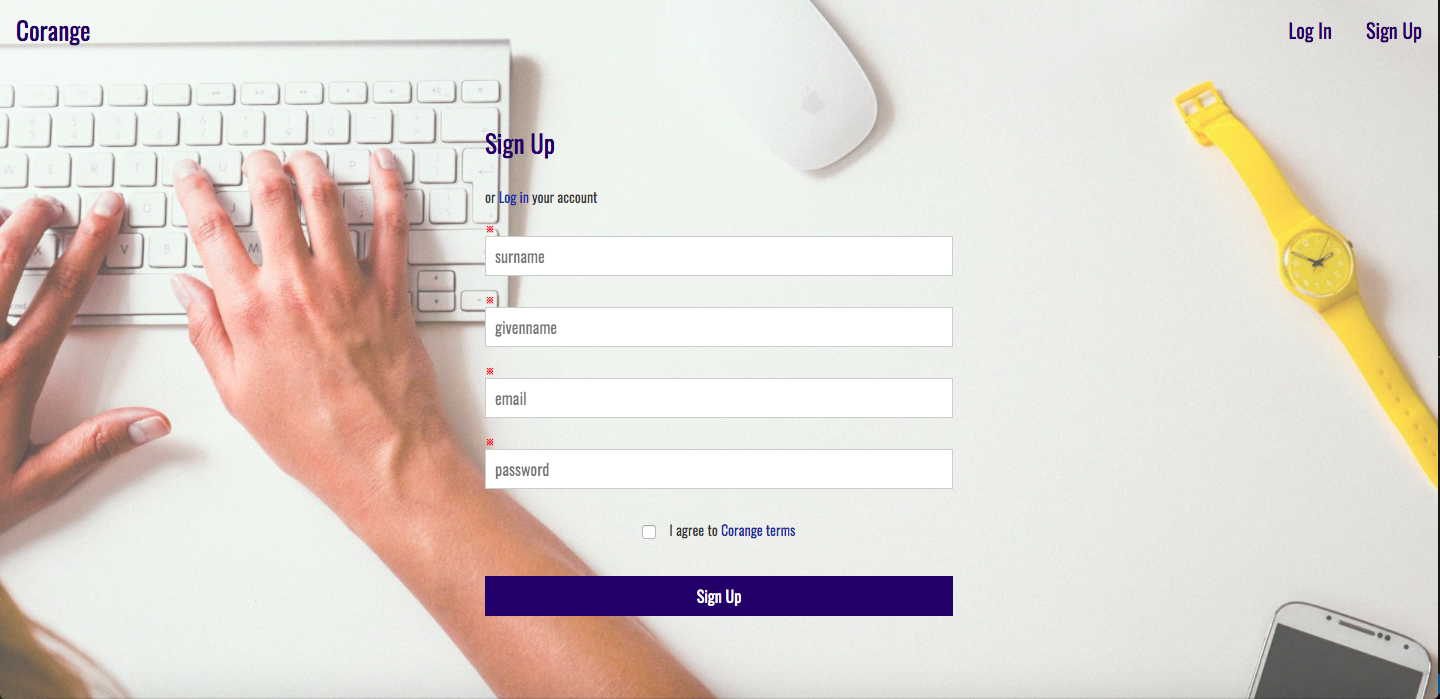 Corange
Log In
Sign Up
Sign Up
or Log in your account
※
surname
※
givenname
※
email
※
password
I agree to Corange terms
Sign Up